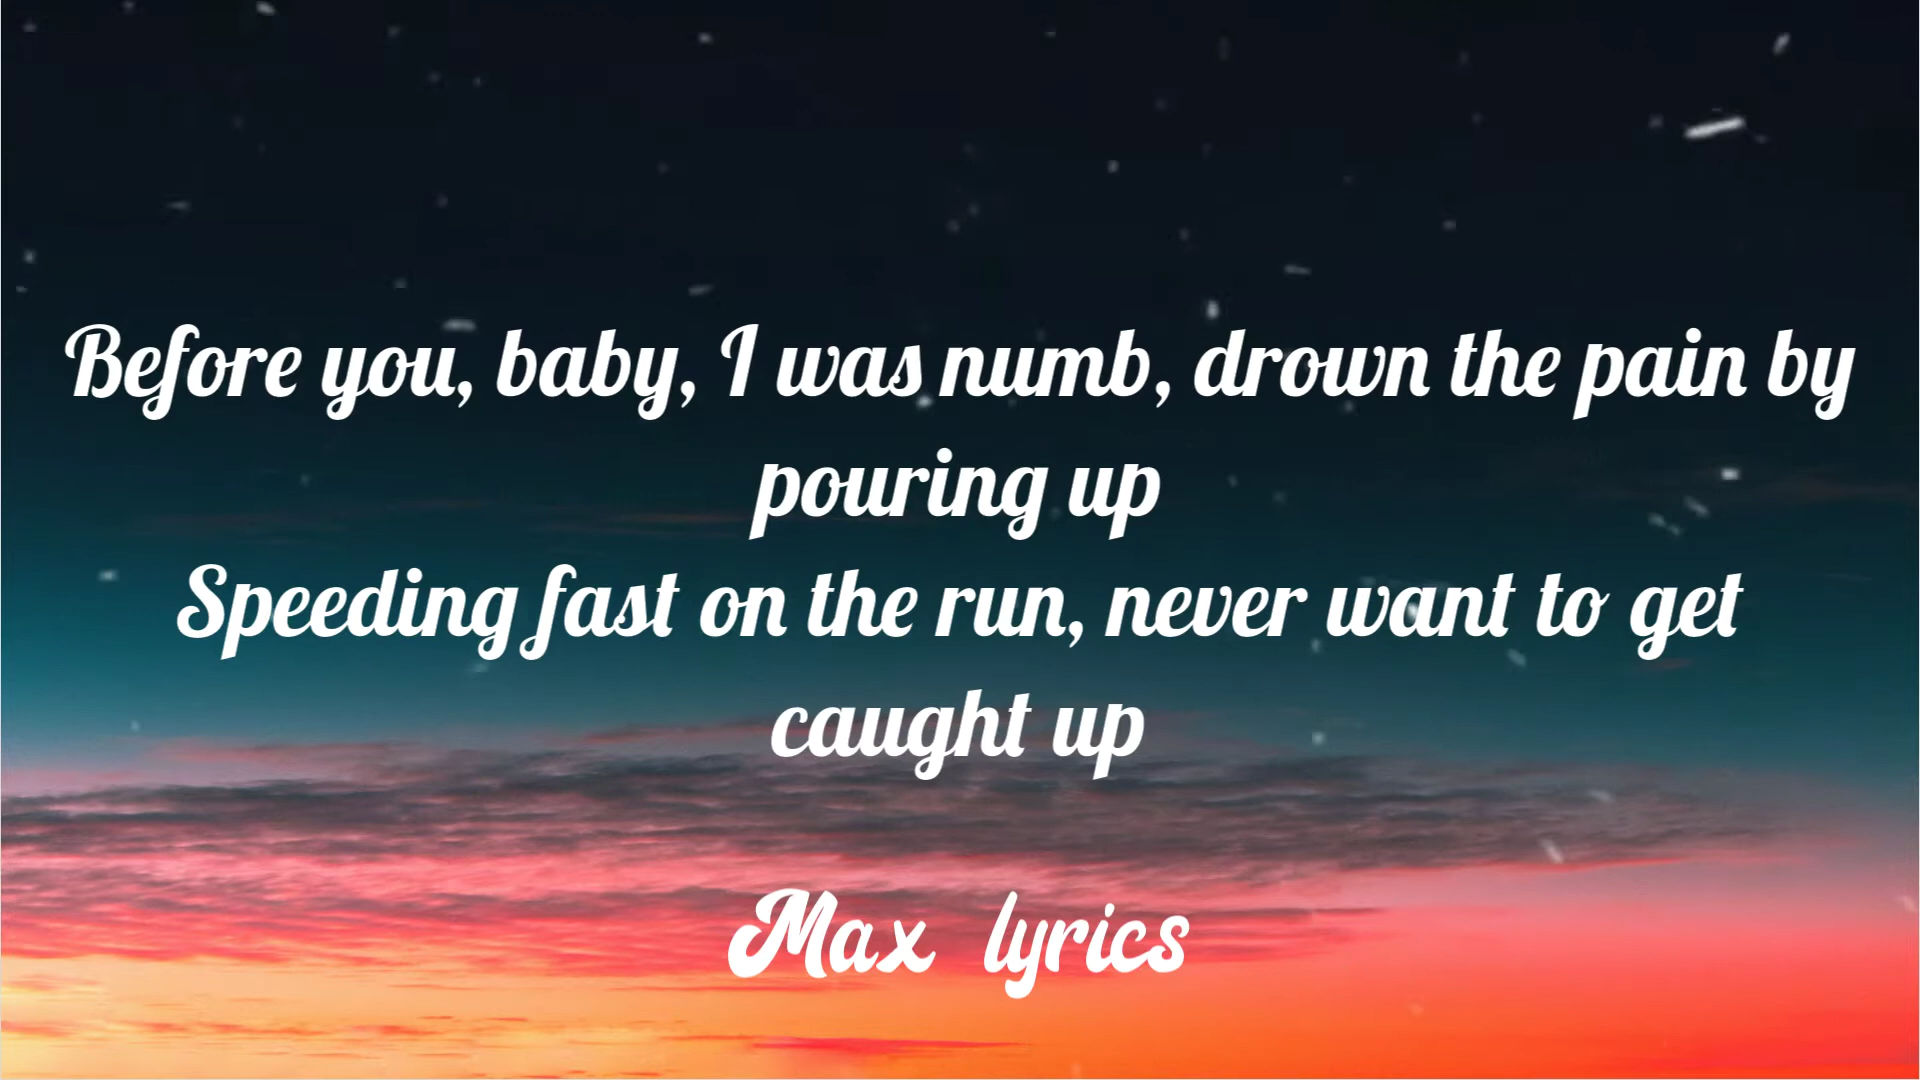 Before you, baby, I was numb, drown the pain by
pouring up
Speeding fast on the run, never want to get
caught up
Max lyrics